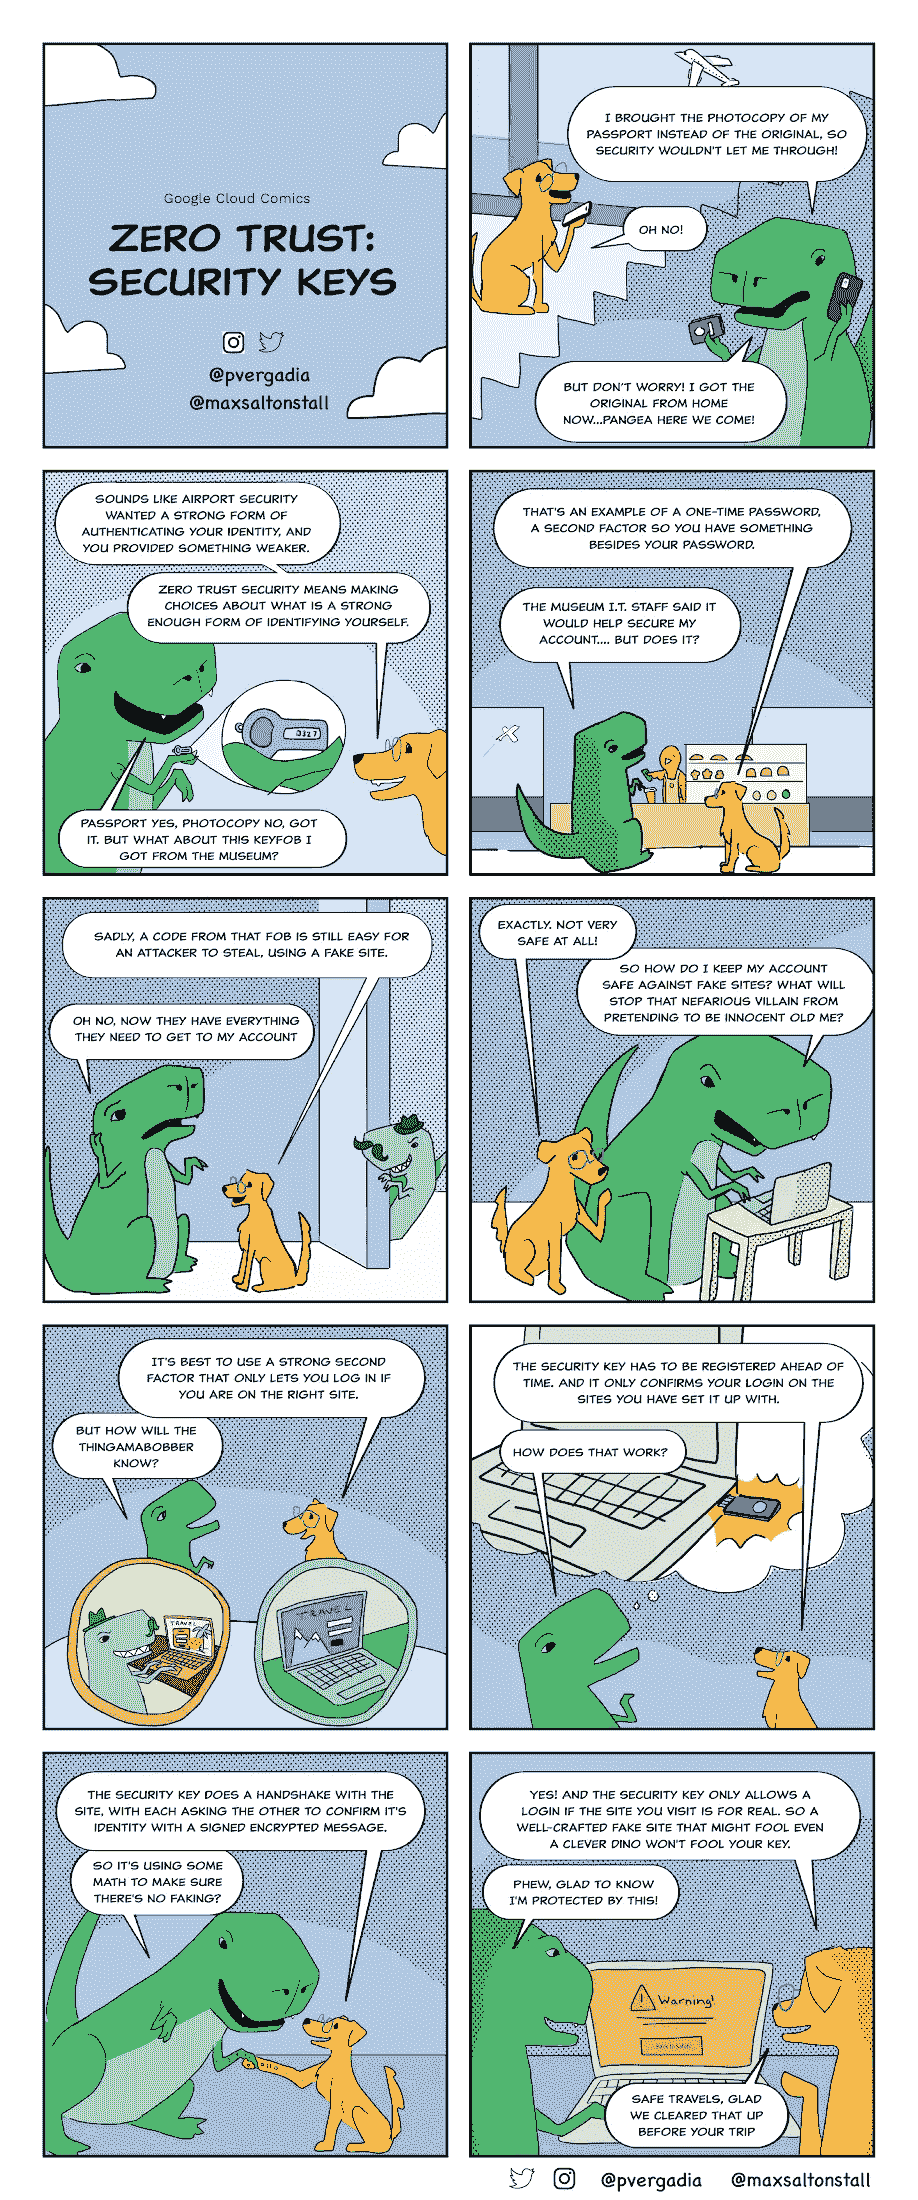 Google Cloud Comics
ZERO TRUST:
SECURITY KEYS
@pvergadia
@maxsaltonstall
I BROUGHT THE PHOTOCOPY OF MY
PASSPORT INSTEAD OF THE ORIGINAL, SO
SECURITY WOULDN'T LET ME THROUGH!
OH NO!
BUT DON'T WORRY! I GOT THE
ORIGINAL FROM HOME
NOW...PANGEA HERE WE COME!
SOUNDS LIKE AIRPORT SECURITY
WANTED A STRONG FORM OF
AUTHENTICATING YOUR IDENTITY, AND
YOU PROVIDED SOMETHING WEAKER.
ZERO TRUST SECURITY MEANS MAKING
CHOICES ABOUT WHAT IS A STRONG
ENOUGH FORM OF IDENTIFYING YOURSELF.
0327
PASSPORT YES, PHOTOCOPY NO, GOT
IT. BUT WHAT ABOUT THIS KEYFOB I
GOT FROM THE MUSEUM?
THAT'S AN EXAMPLE OF A ONE-TIME PASSWORD,
A SECOND FACTOR SO YOU HAVE SOMETHING
BESIDES YOUR PASSWORD.
THE MUSEUM I.T. STAFF SAID IT
WOULD HELP SECURE MY
ACCOUNT.... BUT DOES IT?
SADLY, A CODE FROM THAT FOB IS STILL EASY FOR
AN ATTACKER TO STEAL, USING A FAKE SITE.
OH NO, NOW THEY HAVE EVERYTHING
THEY NEED TO GET TO MY ACCOUNT
EXACTLY. NOT VERY
SAFE AT ALL!
SO HOW DO I KEEP MY ACCOUNT
SAFE AGAINST FAKE SITES? WHAT WILL
STOP THAT NEFARIOUS VILLAIN FROM
PRETENDING TO BE INNOCENT OLD ME?
IT'S BEST TO USE A STRONG SECOND
FACTOR THAT ONLY LETS YOU LOG IN IF
YOU ARE ON THE RIGHT SITE.
BUT HOW WILL THE
THINGAMABOBBER
KNOW?
TRAVEL
TRAVEL
THE SECURITY KEY HAS TO BE REGISTERED AHEAD OF
TIME. AND IT ONLY CONFIRMS YOUR LOGIN ON THE
SITES YOU HAVE SET IT UP WITH.
HOW DOES THAT WORK?
THE SECURITY KEY DOES A HANDSHAKE WITH THE
SITE, WITH EACH ASKING THE OTHER TO CONFIRM IT'S
IDENTITY WITH A SIGNED ENCRYPTED MESSAGE.
SO IT'S USING SOME
MATH TO MAKE SURE
THERE'S NO FAKING?
YES! AND THE SECURITY KEY ONLY ALLOWS A
LOGIN IF THE SITE YOU VISIT IS FOR REAL. SO A
WELL-CRAFTED FAKE SITE THAT MIGHT FOOL EVEN
A CLEVER DINO WON'T FOOL YOUR KEY.
PHEW, GLAD TO KNOW
I'M PROTECTED BY THIS!
Warning!
SAFE TRAVELS, GLAD
WE CLEARED THAT UP
BEFORE YOUR TRIP
@pvergadia @maxsaltonstall